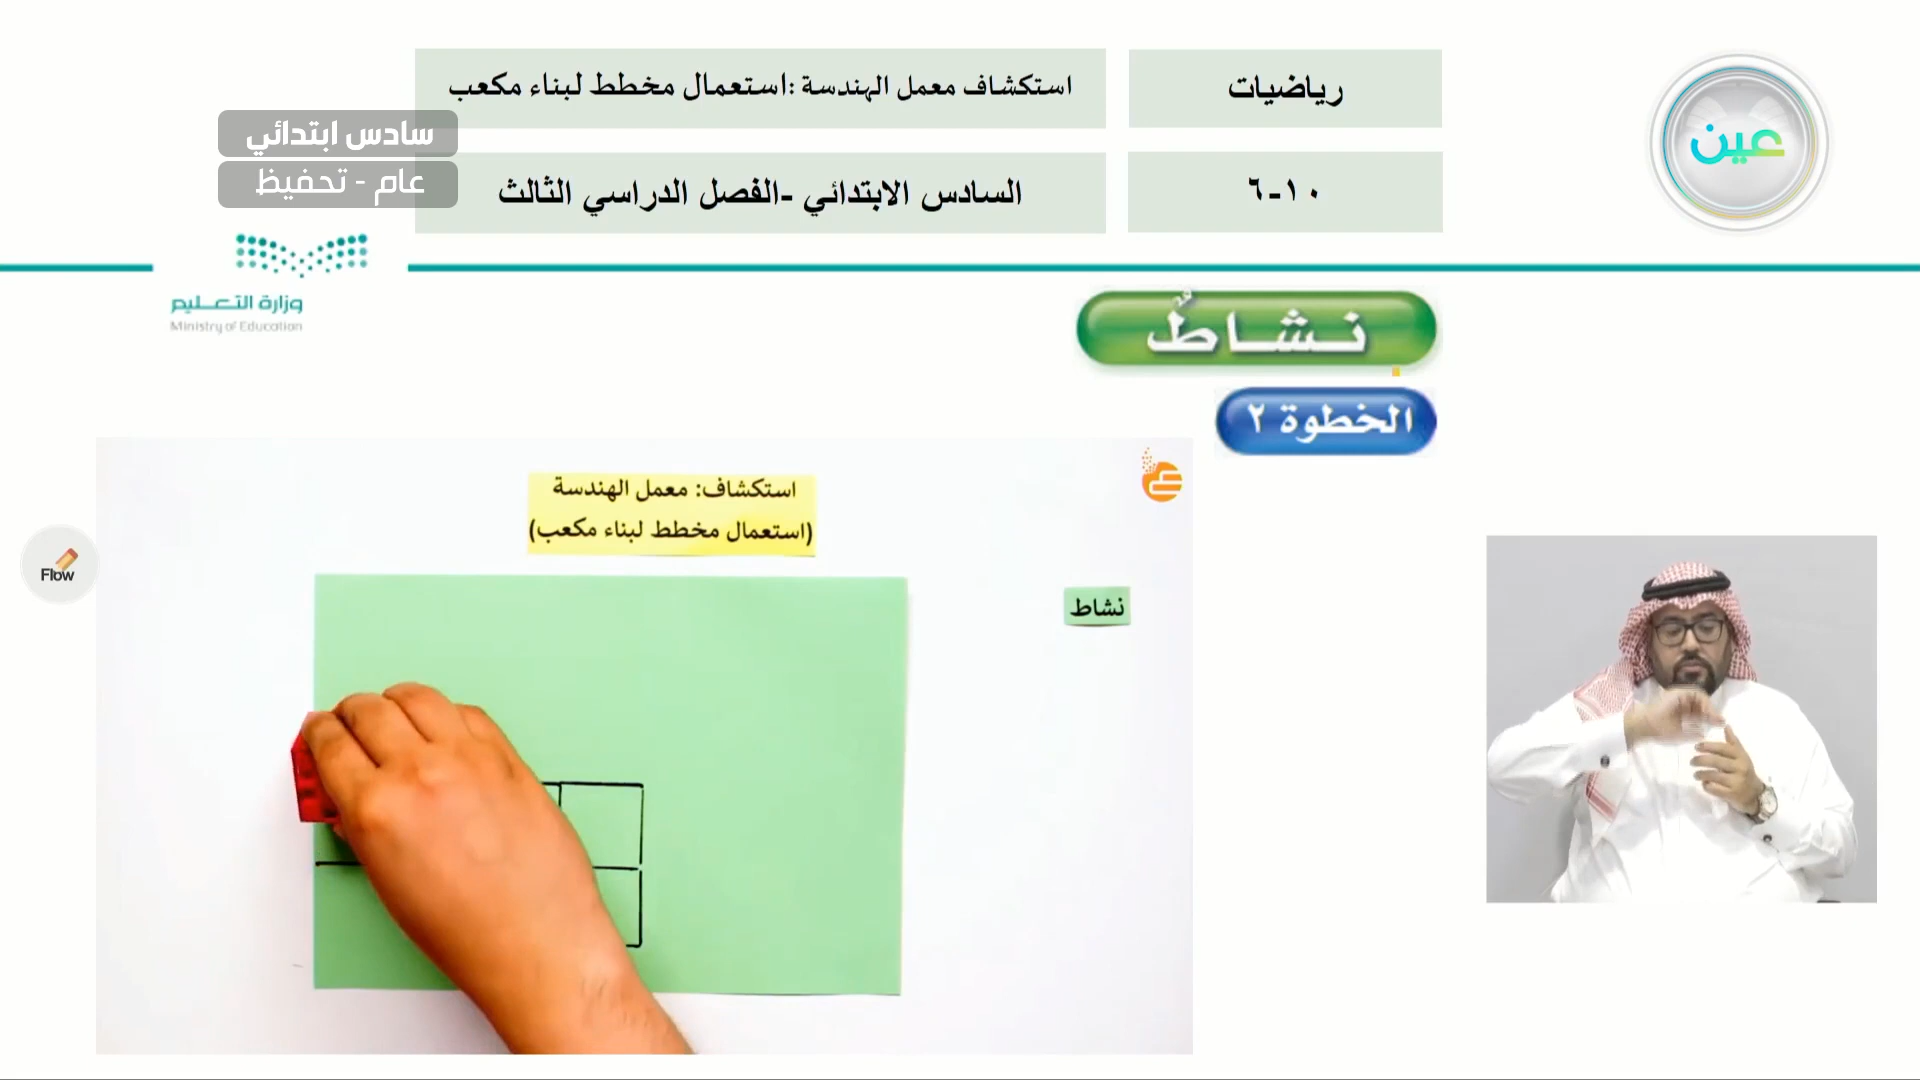 رياضيات
استكشاف معمل الهندسة :استعمال مخطط لبناء مكعب
سادس ابتدائي
عام - تحفيظ
١٠-٦
السادس الابتدائي -الفصل الدراسي الثالث
عين
وزارة التعليم
Ministry of Education
نشاطٌ
الخطوة ٢
استكشاف: معمل الهندسة
(استعمال مخطط لبناء مكعب)
نشاط
Flow